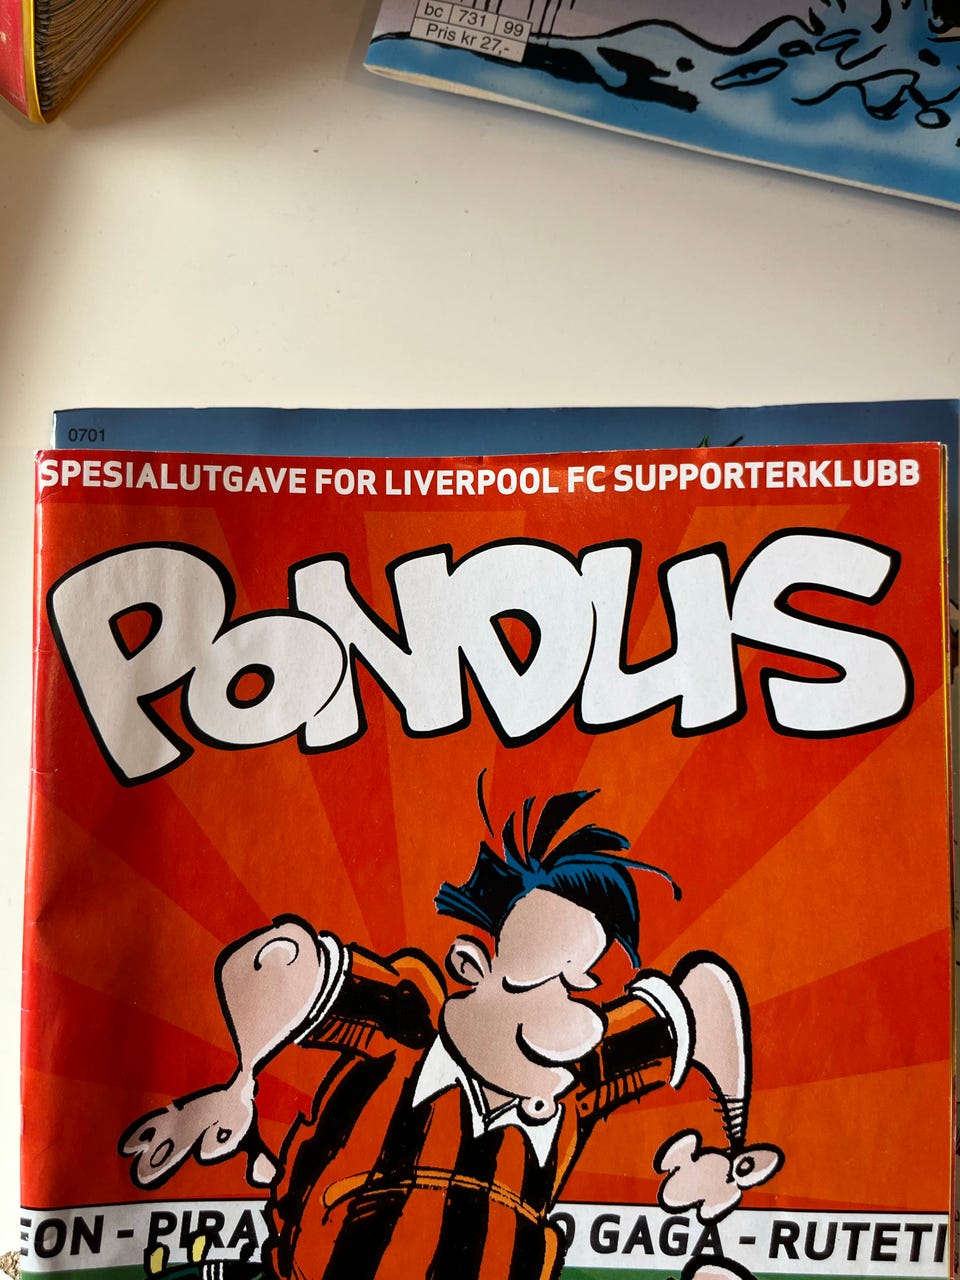 bc 731 99
Pris kr 27,-
0701
SPESIALUTGAVE FOR LIVERPOOL FC SUPPORTERKLUBB
PONDUS
GAGA - RUTETI